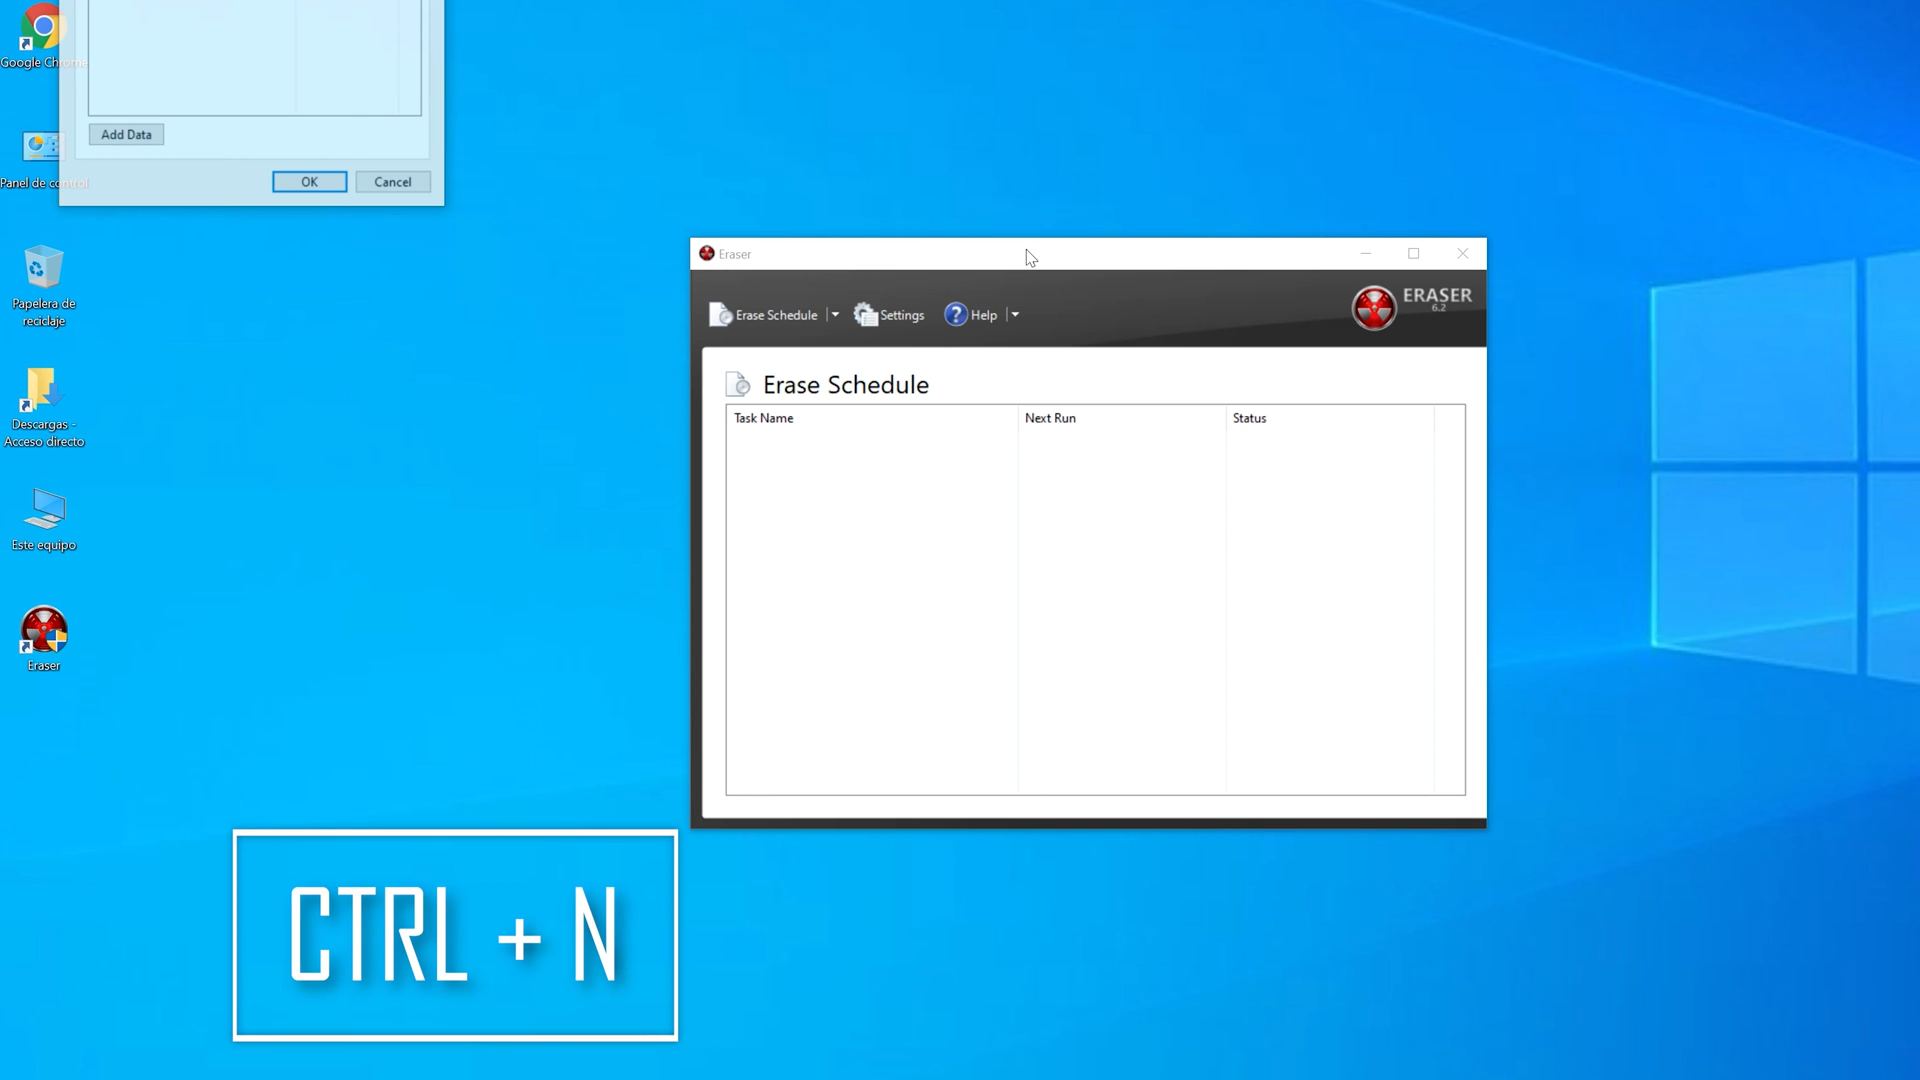 Google Chrome
Add Data
OK
Cancel
Panel de control
Papelera de
reciclaje
Descargas -
Acceso directo
Este equipo
Eraser
Eraser
Erase Schedule
Settings
? Help
ERASER
6.2
Erase Schedule
Task Name
Next Run
Status
CTRL + N